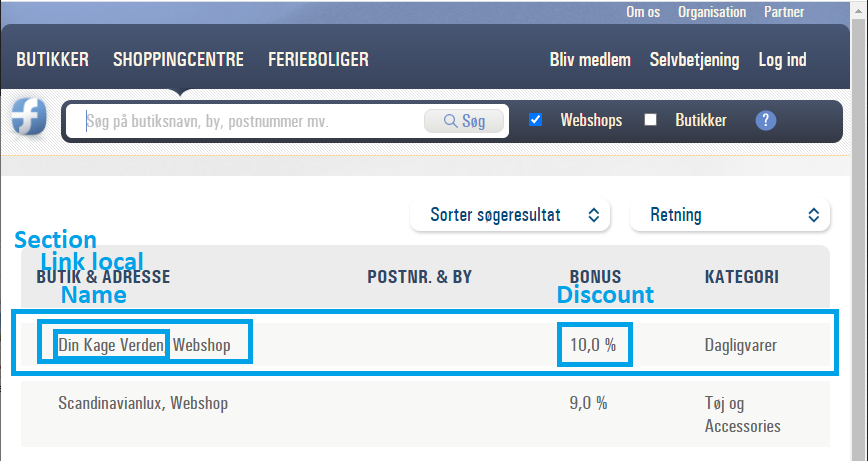 Om os Organisation Partner
BUTIKKER SHOPPINGCENTRE FERIEBOLIGER Bliv medlem Selvbetjening Log ind
f Søg på butiksnavn, by, postnummer mv. Søg Webshops Butikker ?
Sorter søgeresultat Retning
Section
Link local
BUTIK & ADRESSE POSTNR. & BY BONUS KATEGORI
Name Discount
Din Kage Verden, Webshop 10,0 % Dagligvarer
Scandinavianlux, Webshop 9,0 % Tøj og
Accessories